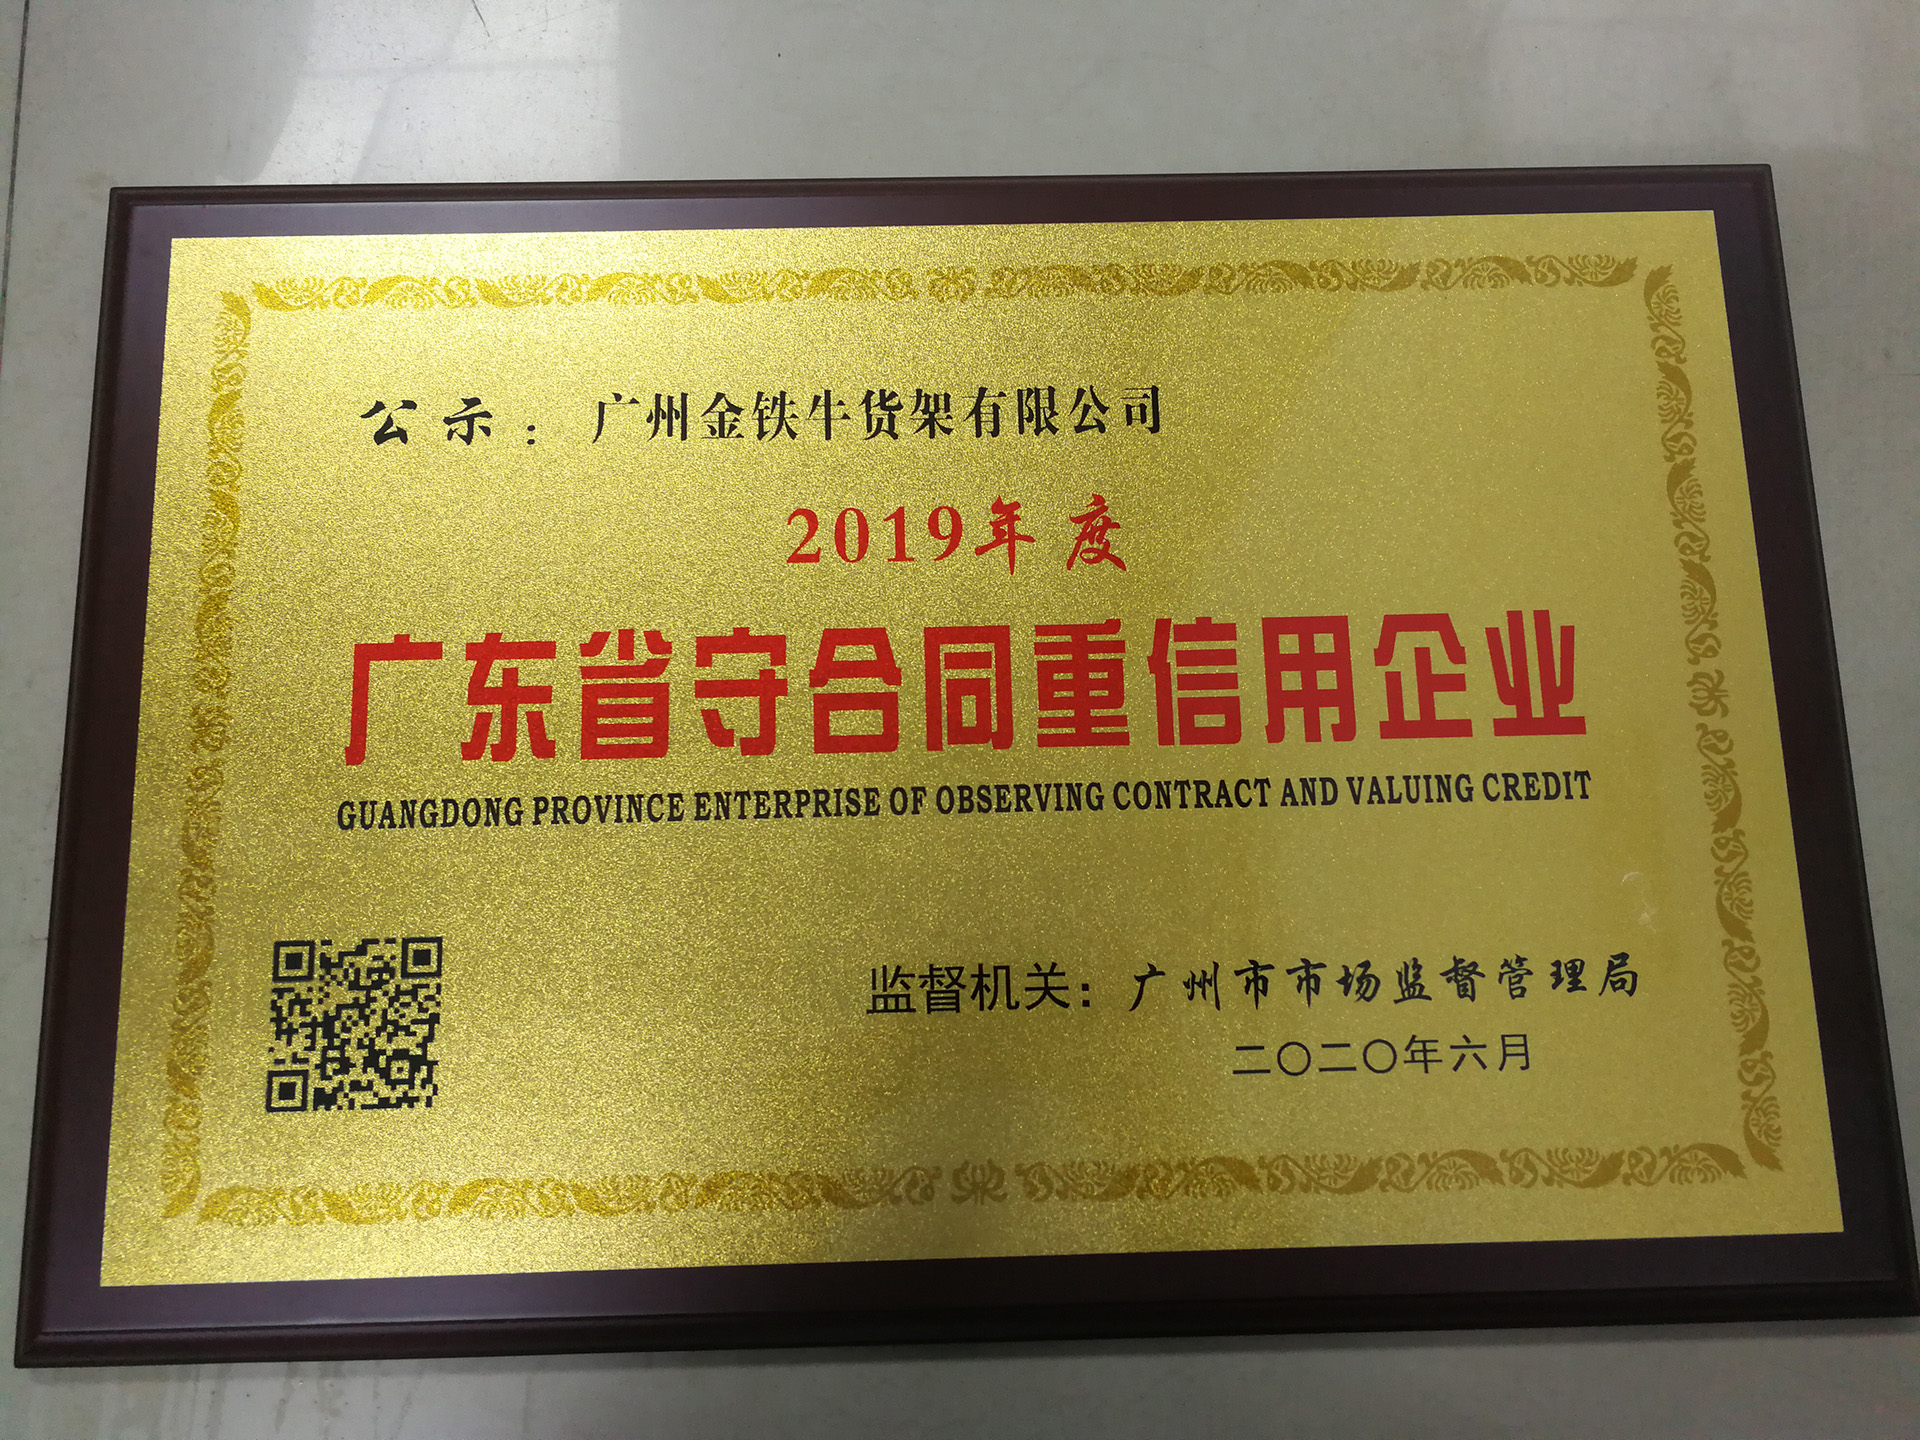 公示：广州金铁牛货架有限公司
2019年度
广东省守合同重信用企业
GUANGDONG PROVINCE ENTERPRISE OF OBSERVING CONTRACT AND VALUING CREDIT
监督机关：广州市市场监督管理局
二〇二〇年六月